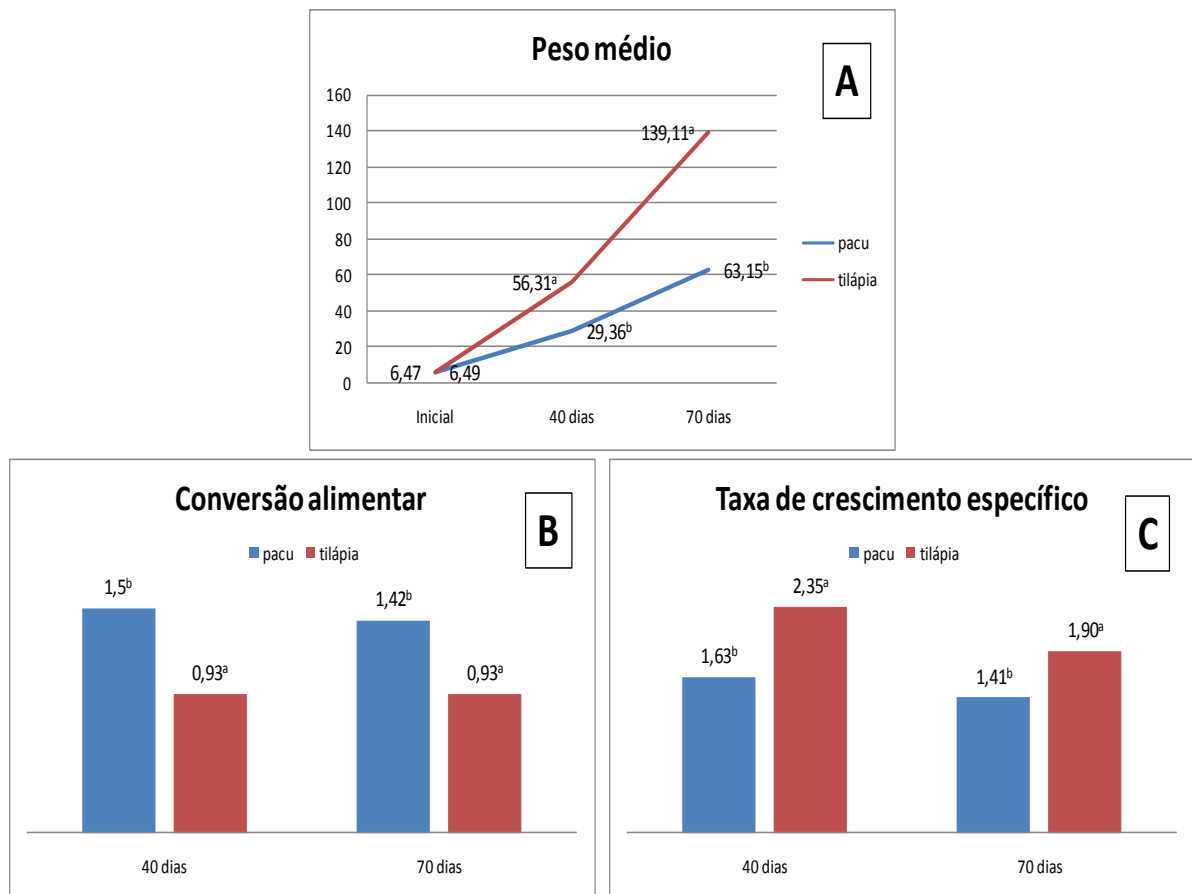 Peso médio
A
160
140
120
100
80
60
40
20
0
139,11ᵃ
56,31ᵃ
63,15ᵇ
29,36ᵇ
6,47 6,49
pacu
tilápia
Inicial 40 dias 70 dias
Conversão alimentar
B
pacu tilápia
1,5ᵇ 0,93ᵃ 1,42ᵇ 0,93ᵃ
40 dias 70 dias
Taxa de crescimento específico
C
pacu tilápia
1,63ᵇ 2,35ᵃ 1,41ᵇ 1,90ᵃ
40 dias 70 dias